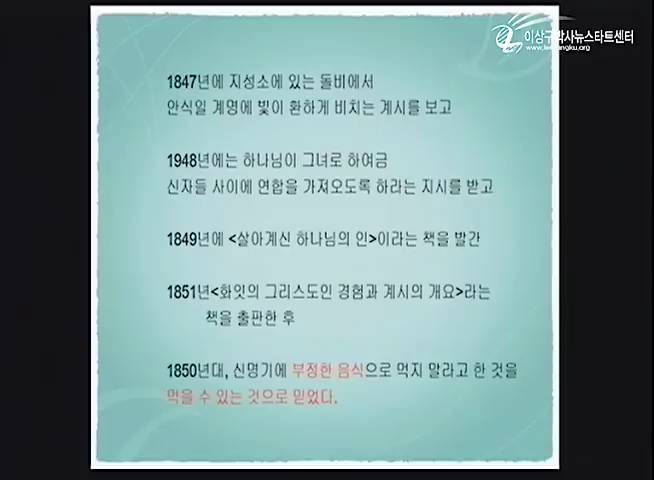 이상구박사뉴스타트센터
www.leesangku.org
1847년에 지성소에 있는 돌비에서
안식일 계명에 빛이 환하게 비치는 계시를 보고
1948년에는 하나님이 그녀로 하여금
신자들 사이에 연합을 가져오도록 하라는 지시를 받고
1849년에 <살아계신 하나님의 인>이라는 책을 발간
1851년<화잇의 그리스도인 경험과 계시의 개요>라는
책을 출판한 후
1850년대, 신명기에 부정한 음식으로 먹지 말라고 한 것을
먹을 수 있는 것으로 믿었다.